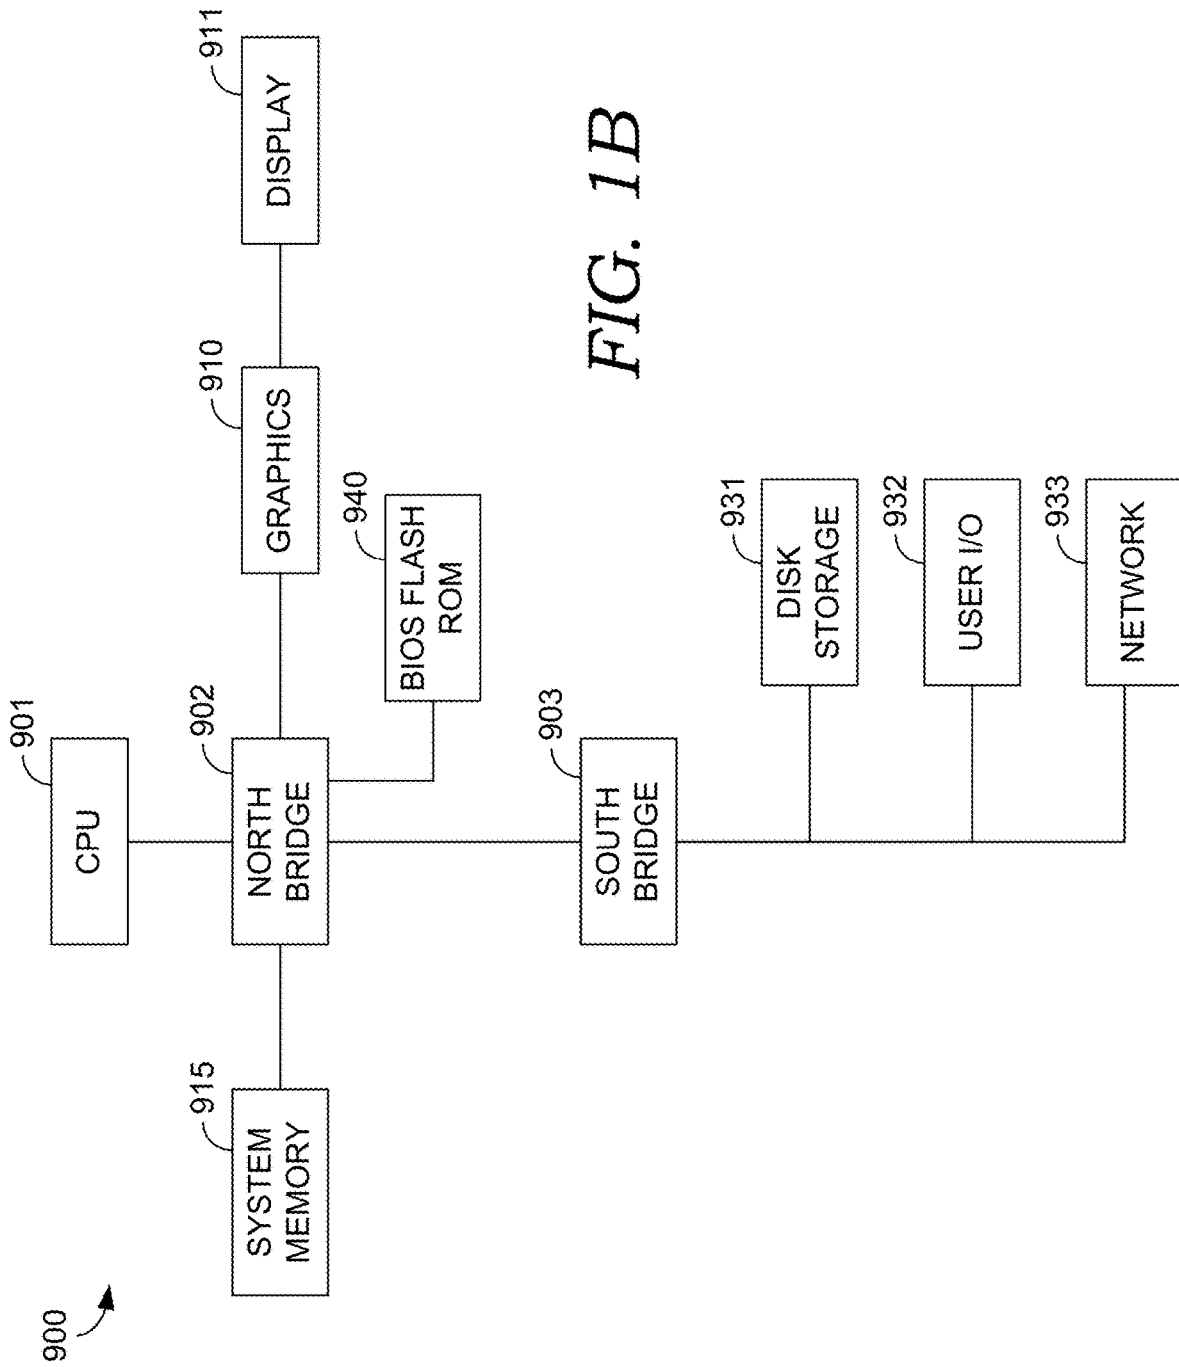 900
901
CPU
915
SYSTEM
MEMORY
902
NORTH
BRIDGE
910
GRAPHICS
911
DISPLAY
940
BIOS FLASH
ROM
903
SOUTH
BRIDGE
931
DISK
STORAGE
932
USER I/O
933
NETWORK
FIG. 1B